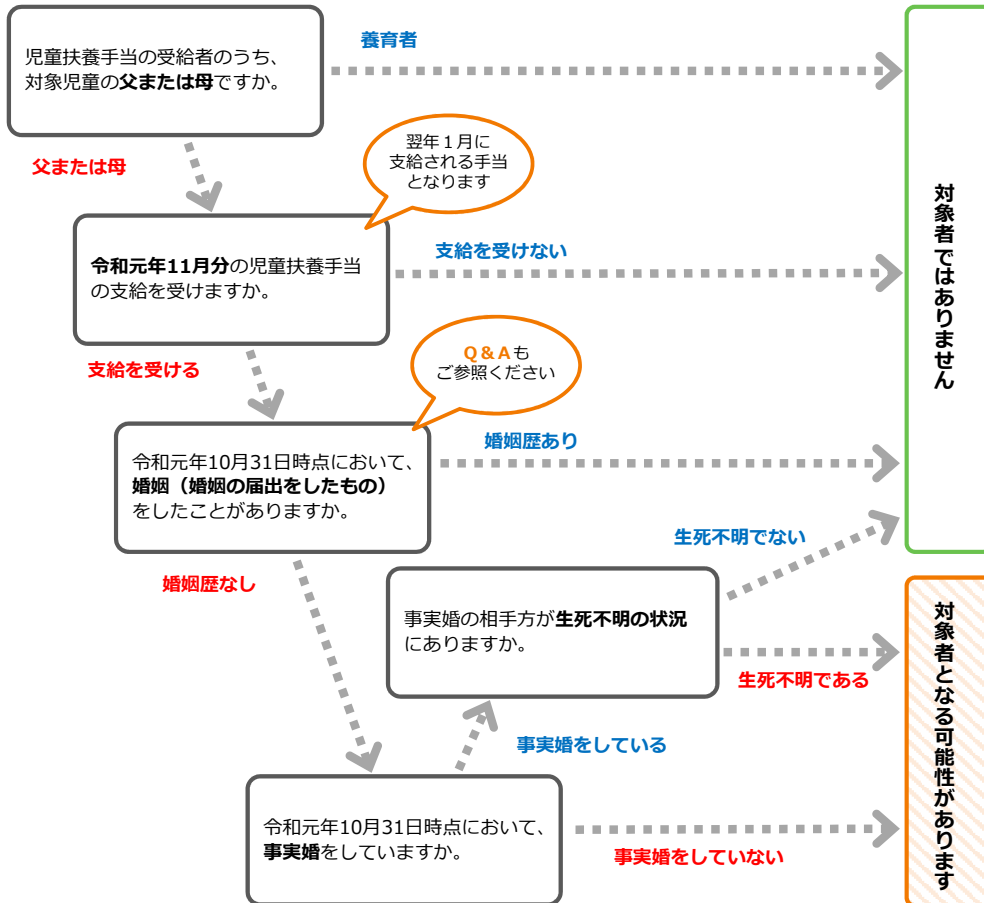 児童扶養手当の受給者のうち、
対象児童の父または母ですか。
養育者
父または母
翌年１月に
支給される手当
となります
令和元年11月分の児童扶養手当
の支給を受けますか。
支給を受けない
支給を受ける
Ｑ＆Ａも
ご参照ください
令和元年10月31日時点において、
婚姻（婚姻の届出をしたもの）
をしたことがありますか。
婚姻歴あり
婚姻歴なし
事実婚の相手方が生死不明の状況
にありますか。
生死不明でない
生死不明である
事実婚をしている
令和元年10月31日時点において、
事実婚をしていますか。
事実婚をしていない
対象者ではありません
対象者となる可能性があります